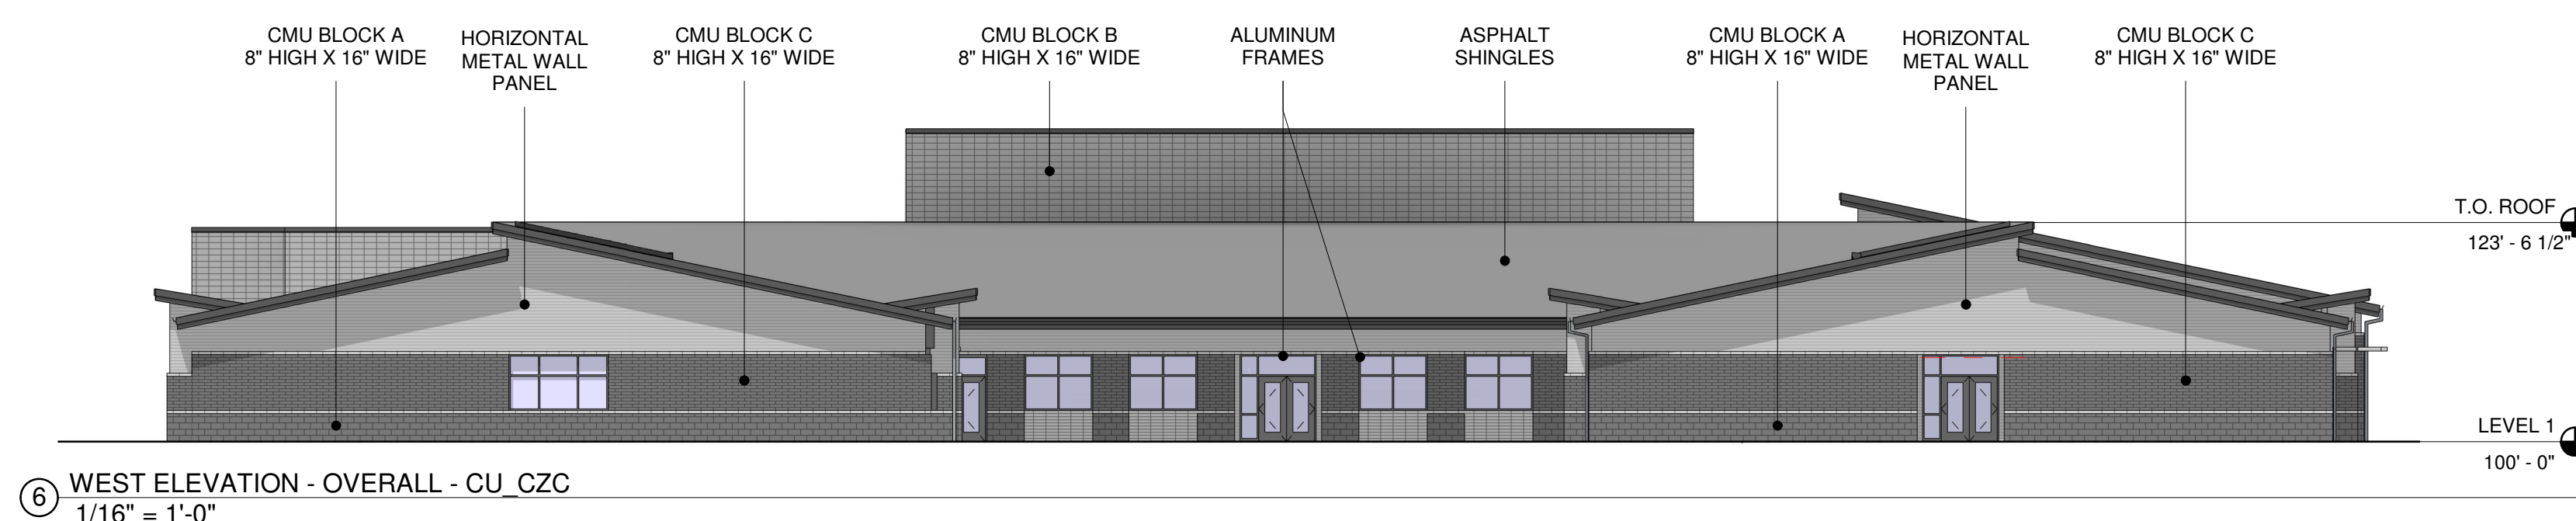 CMU BLOCK A
8" HIGH X 16" WIDE
HORIZONTAL
METAL WALL
PANEL
CMU BLOCK C
8" HIGH X 16" WIDE
CMU BLOCK B
8" HIGH X 16" WIDE
ALUMINUM
FRAMES
ASPHALT
SHINGLES
CMU BLOCK A
8" HIGH X 16" WIDE
HORIZONTAL
METAL WALL
PANEL
CMU BLOCK C
8" HIGH X 16" WIDE
T.O. ROOF
123' - 6 1/2"
LEVEL 1
100' - 0"
6
WEST ELEVATION - OVERALL - CU_CZC
1/16" = 1'-0"